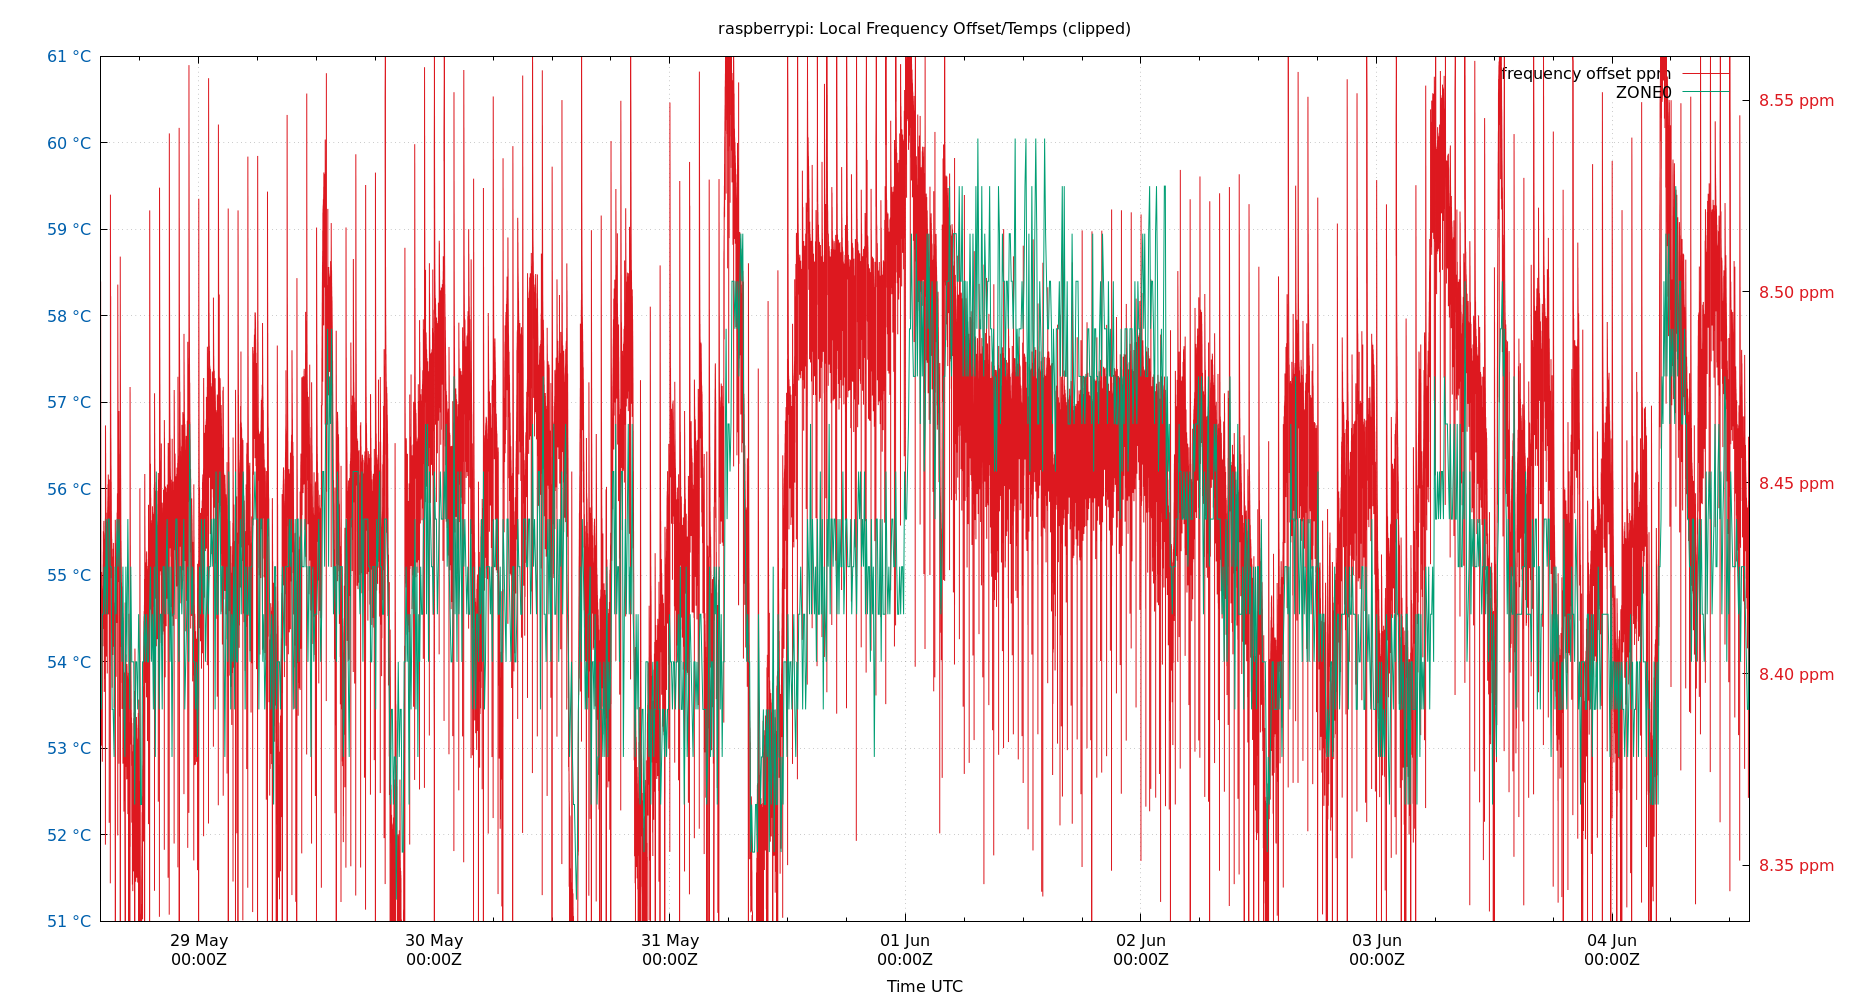 raspberrypi: Local Frequency Offset/Temps (clipped)
frequency offset ppm
ZONE0
61 °C
60 °C
59 °C
58 °C
57 °C
56 °C
55 °C
54 °C
53 °C
52 °C
51 °C
8.55 ppm
8.50 ppm
8.45 ppm
8.40 ppm
8.35 ppm
29 May 30 May 31 May 01 Jun 02 Jun 03 Jun 04 Jun
00:00Z 00:00Z 00:00Z 00:00Z 00:00Z 00:00Z 00:00Z
Time UTC